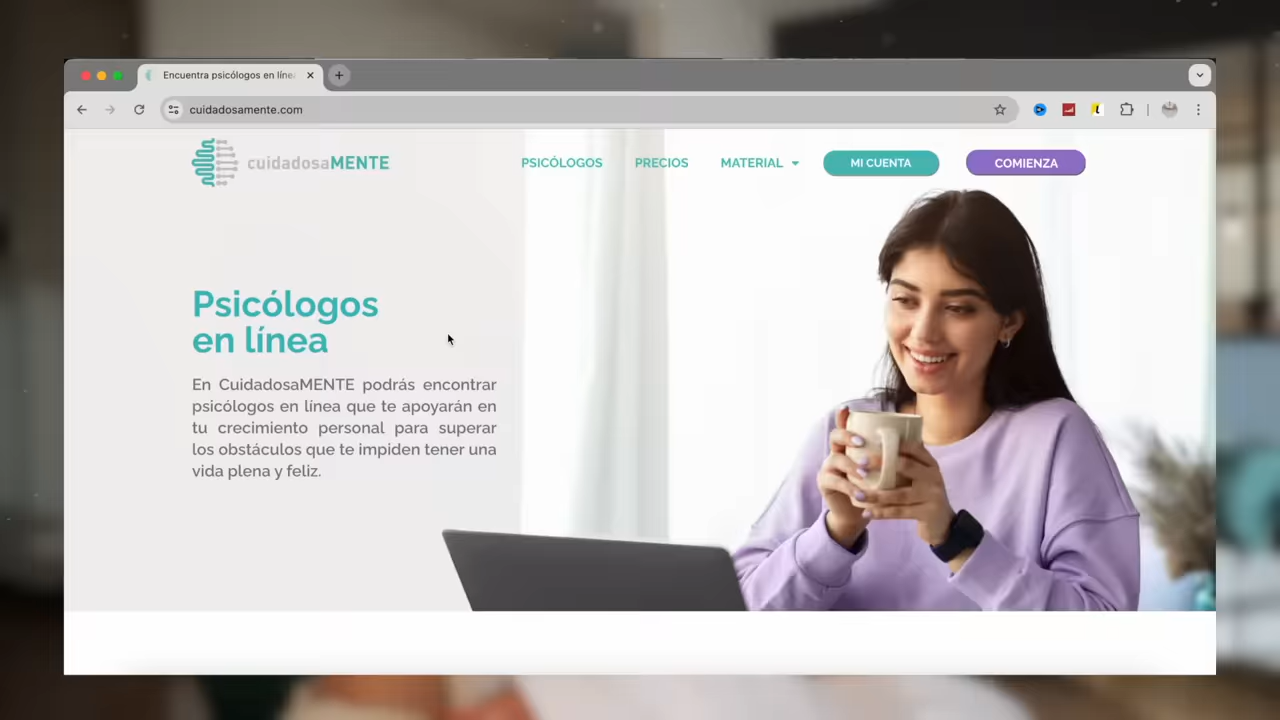 Encuentra psicólogos en líne
cuidadosamente.com
cuidadosaMENTE
PSICÓLOGOS
PRECIOS
MATERIAL
MI CUENTA
COMIENZA
Psicólogos
en línea
En CuidadosaMENTE podrás encontrar
psicólogos en línea que te apoyarán en
tu crecimiento personal para superar
los obstáculos que te impiden tener una
vida plena y feliz.